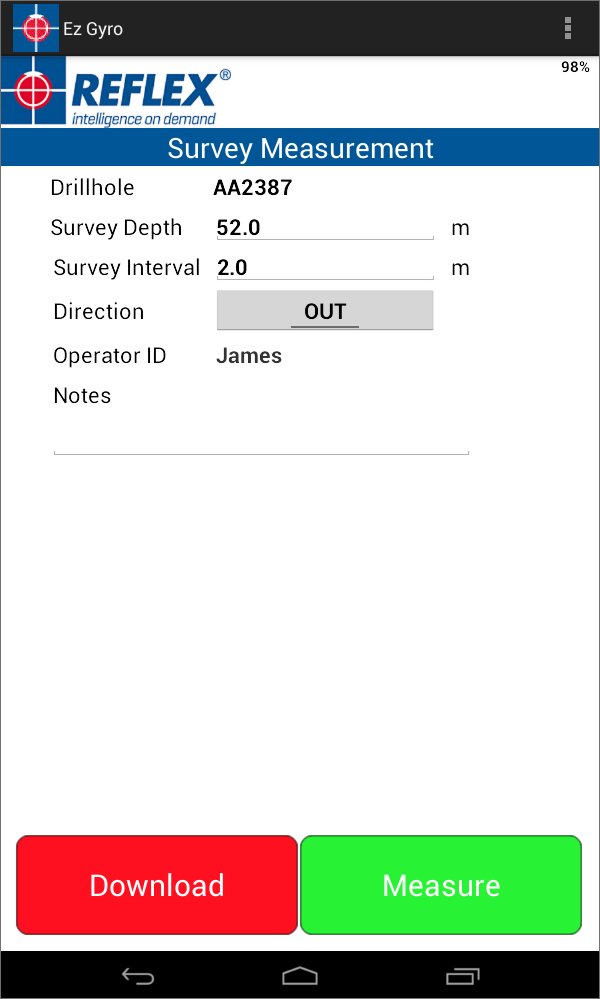 Ez Gyro
98%
REFLEX®
intelligence on demand
Survey Measurement
Drillhole AA2387
Survey Depth 52.0 m
Survey Interval 2.0 m
Direction OUT
Operator ID James
Notes
Download Measure